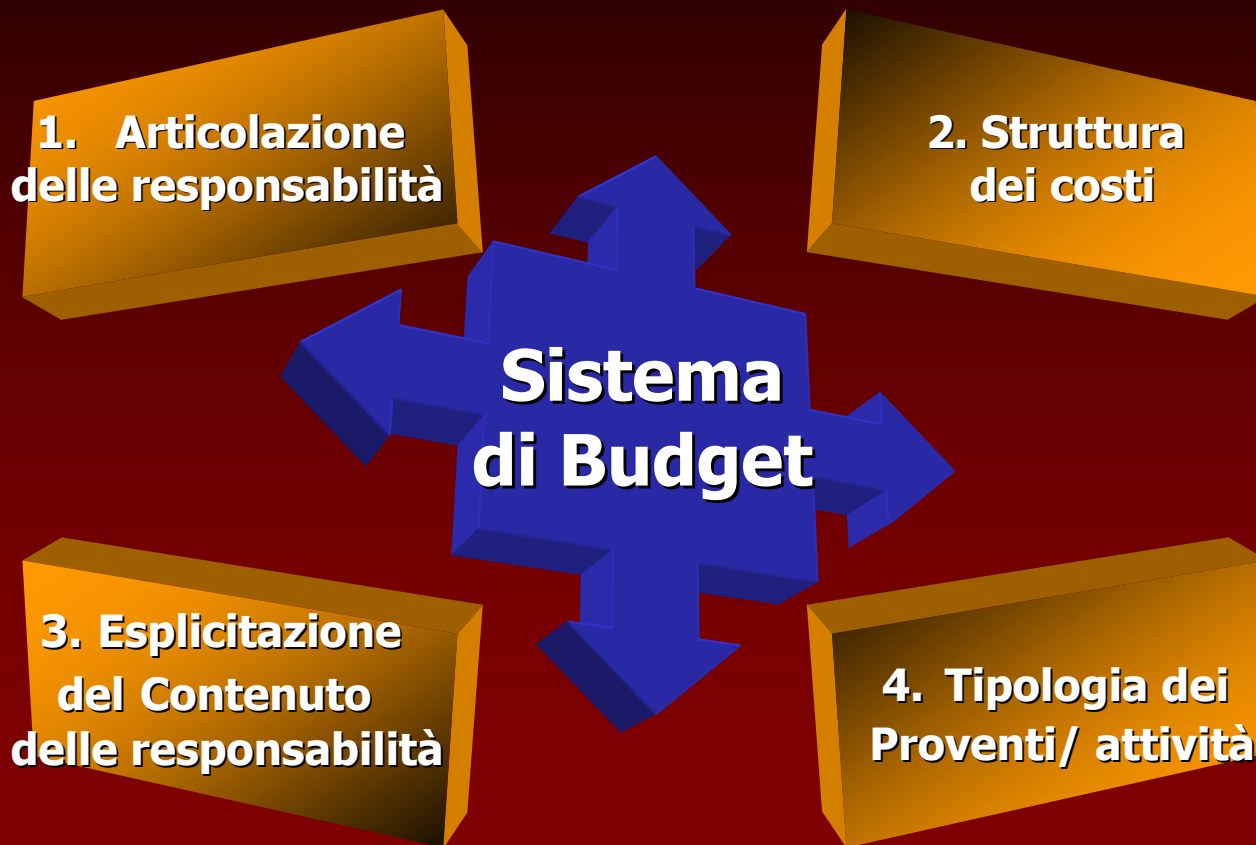 1. Articolazione
delle responsabilità
2. Struttura
dei costi
Sistema
di Budget
3. Esplicitazione
del Contenuto
delle responsabilità
4. Tipologia dei
Proventi/ attività